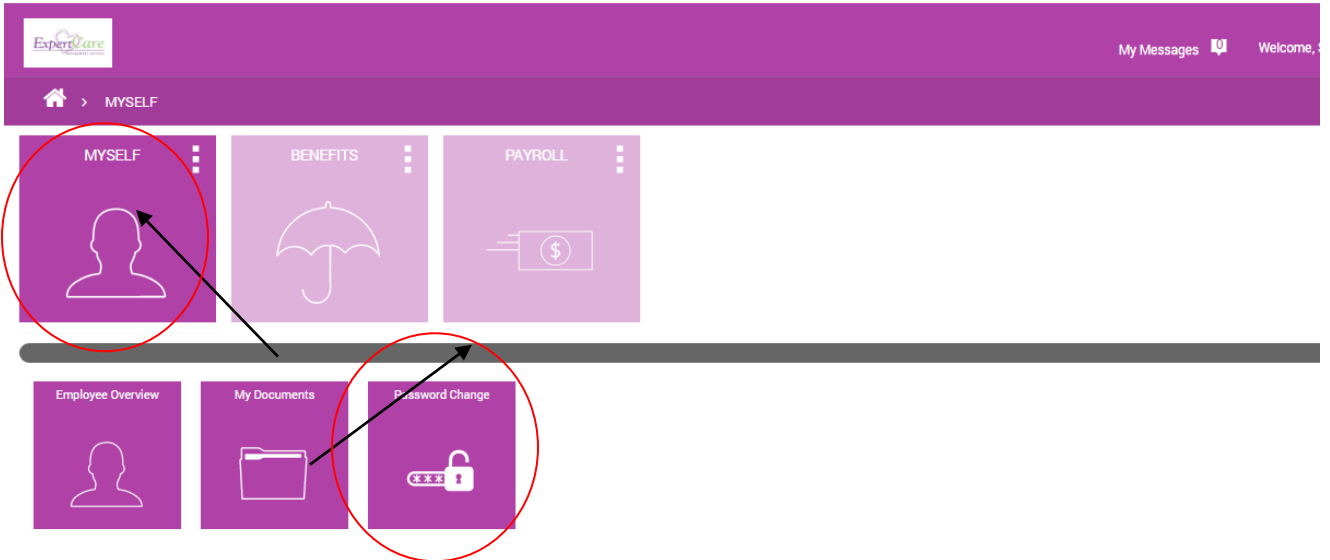 ExpertCare
My Messages 0 Welcome, S
> MYSELF
MYSELF
BENEFITS
PAYROLL
$
Employee Overview
My Documents
Password Change
***